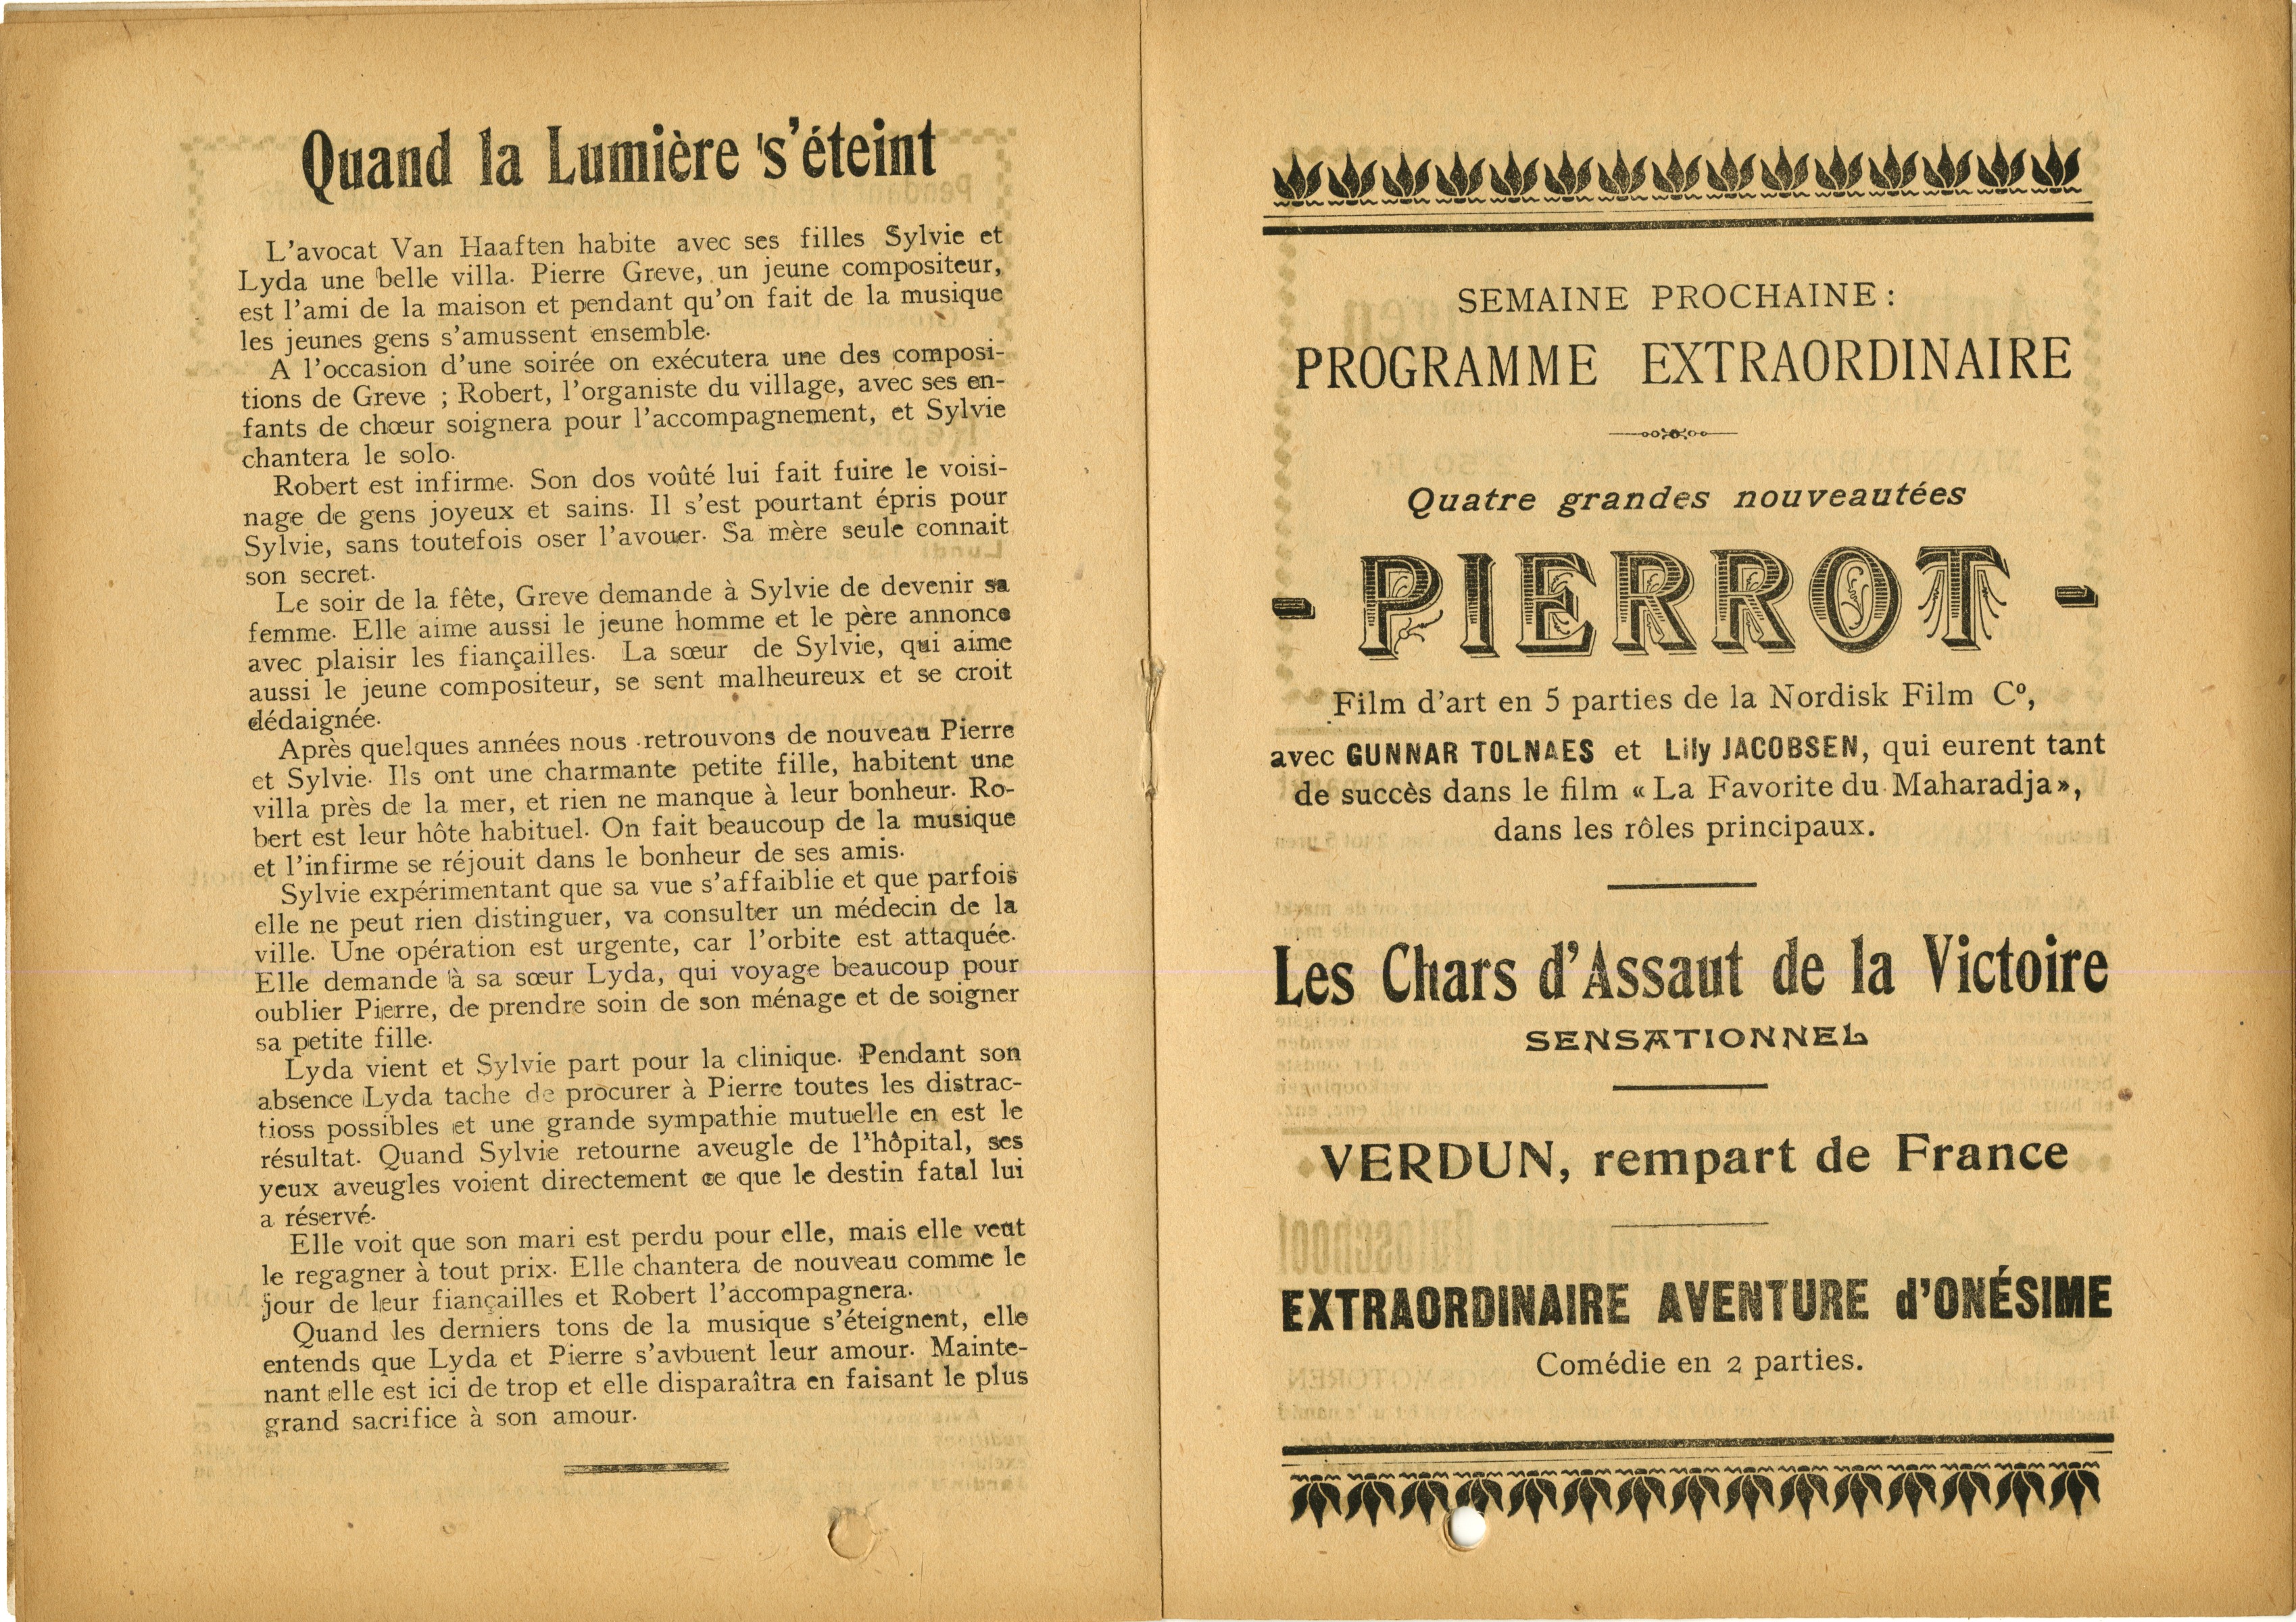 Quand la Lumière s'éteint
L'avocat Van Haaften habite avec ses filles Sylvie et
Lyda une belle villa. Pierre Greve, un jeune compositeur,
est l'ami de la maison et pendant qu'on fait de la musique
les jeunes gens s'amussent ensemble.
A l'occasion d'une soirée on exécutera une des composi-
tions de Greve ; Robert, l'organiste du village, avec ses en-
fants de chœur soignera pour l'accompagnement, et Sylvie
chantera le solo.
Robert est infirme. Son dos voûté lui fait fuire le voisi-
nage de gens joyeux et sains. Il s'est pourtant épris pour
Sylvie, sans toutefois oser l'avouer. Sa mère seule connait
son secret.
Le soir de la fête, Greve demande à Sylvie de devenir sa
femme. Elle aime aussi le jeune homme et le père annonce
avec plaisir les fiançailles. La sœur de Sylvie, qui aime
aussi le jeune compositeur, se sent malheureux et se croit
dédaignée.
Après quelques années nous retrouvons de nouveau Pierre
et Sylvie. Ils ont une charmante petite fille, habitent une
villa près de la mer, et rien ne manque à leur bonheur. Ro-
bert est leur hôte habituel. On fait beaucoup de la musique
et l'infirme se réjouit dans le bonheur de ses amis.
Sylvie expérimentant que sa vue s'affaiblie et que parfois
elle ne peut rien distinguer, va consulter un médecin de la
ville. Une opération est urgente, car l'orbite est attaquée.
Elle demande à sa sœur Lyda, qui voyage beaucoup pour
oublier Pierre, de prendre soin de son ménage et de soigner
sa petite fille.
Lyda vient et Sylvie part pour la clinique. Pendant son
absence Lyda tache de procurer à Pierre toutes les distrac-
tioss possibles et une grande sympathie mutuelle en est le
résultat. Quand Sylvie retourne aveugle de l'hôpital, ses
yeux aveugles voient directement ce que le destin fatal lui
a réservé.
Elle voit que son mari est perdu pour elle, mais elle veut
le regagner à tout prix. Elle chantera de nouveau comme le
jour de leur fiançailles et Robert l'accompagnera.
Quand les derniers tons de la musique s'éteignent, elle
entends que Lyda et Pierre s'avbuent leur amour. Mainte-
nant elle est ici de trop et elle disparaîtra en faisant le plus
grand sacrifice à son amour.
SEMAINE PROCHAINE :
PROGRAMME EXTRAORDINAIRE
Quatre grandes nouveautées
- PIERROT -
Film d'art en 5 parties de la Nordisk Film Cº,
avec GUNNAR TOLNAES et Lily JACOBSEN, qui eurent tant
de succès dans le film « La Favorite du Maharadja »,
dans les rôles principaux.
Les Chars d'Assaut de la Victoire
SENSATIONNEL
VERDUN, rempart de France
EXTRAORDINAIRE AVENTURE d'ONÉSIME
Comédie en 2 parties.